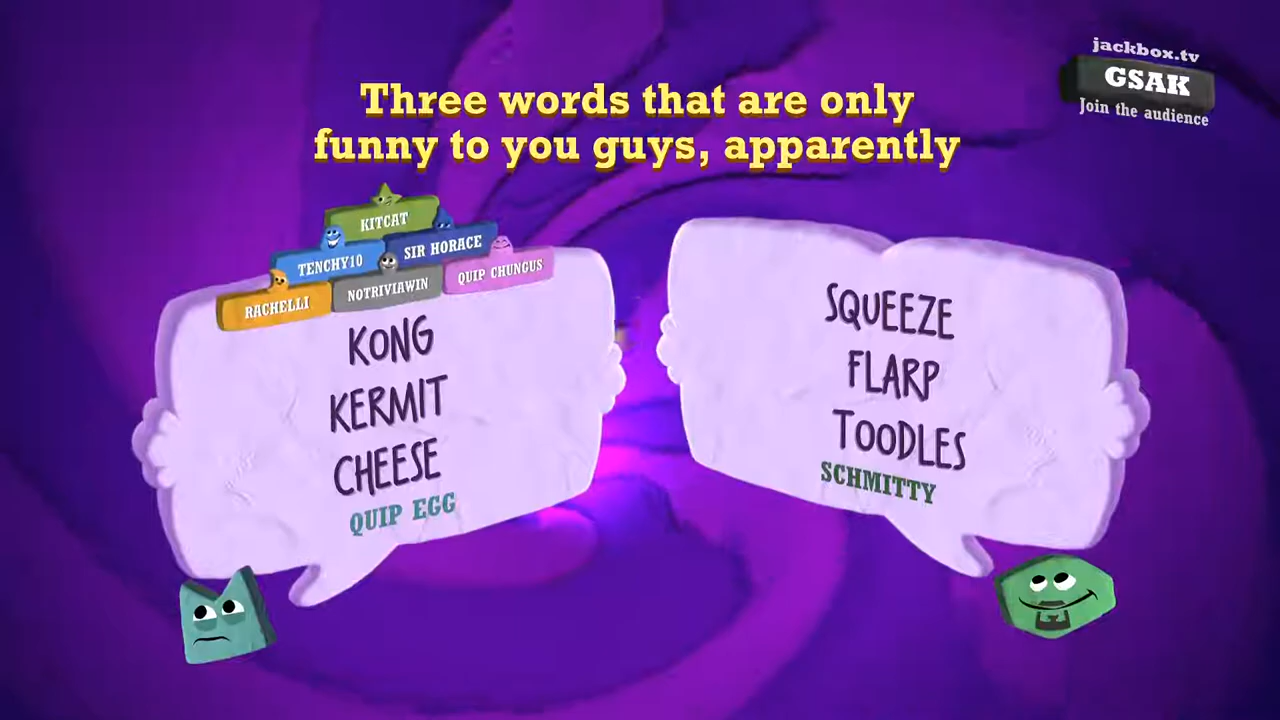 jackbox.tv
GSAK
Join the audience
Three words that are only
funny to you guys, apparently
KITCAT
TENCHY10 SIR HORACE
RACHELLI NOTRIVIAWIN QUIP CHUNGUS
KONG
KERMIT
CHEESE
QUIP EGG
SQUEEZE
FLARP
TOODLES
SCHMITTY